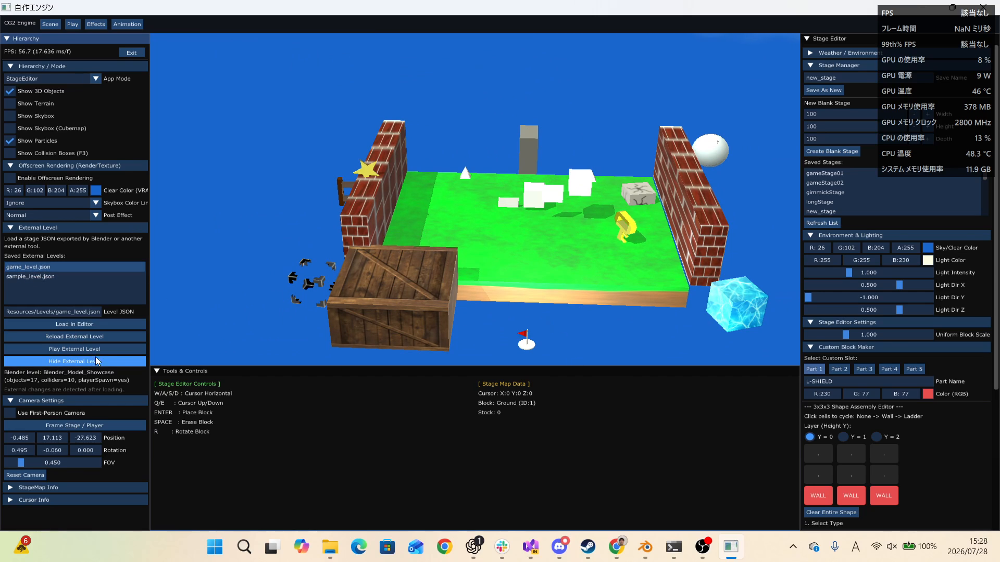 自作エンジン
CG2 Engine
Scene
Play
Effects
Animation
Hierarchy
FPS: 56.7 (17.636 ms/f)
Exit
Hierarchy / Mode
StageEditor
App Mode
Show 3D Objects
Show Terrain
Show Skybox
Show Skybox (Cubemap)
Show Particles
Show Collision Boxes (F3)
Offscreen Rendering (RenderTexture)
Enable Offscreen Rendering
R: 26 G:102 B:204 A:255 Clear Color (VRA
Ignore Skybox Color Lin
Normal Post Effect
External Level
Load a stage JSON exported by Blender or another
external tool.
Saved External Levels:
game_level.json
sample_level.json
Resources/Levels/game_level.json Level JSON
Load in Editor
Reload External Level
Play External Level
Hide External Lev
Blender level: Blender_Model_Showcase
(objects=17, colliders=10, playerSpawn=yes)
External changes are detected after loading.
Camera Settings
Use First-Person Camera
Frame Stage / Player
-0.485 17.113 -27.623 Position
0.495 -0.060 0.000 Rotation
0.450 FOV
Reset Camera
StageMap Info
Cursor Info
Tools & Controls
[ Stage Editor Controls ]
W/A/S/D : Cursor Horizontal
Q/E : Cursor Up/Down
ENTER : Place Block
SPACE : Erase Block
R : Rotate Block
[ Stage Map Data ]
Cursor: X:0 Y:0 Z:0
Block: Ground (ID:1)
Stock: 0
Stage Editor
Weather / Environmen
Stage Manager
new_stage Save Name
Save As New
New Blank Stage
100 - + Width
100 - + Height
100 - + Depth
Create Blank Stage
Saved Stages:
gameStage01
gameStage02
gimmickStage
longStage
new_stage
Refresh List
Environment & Lighting
R: 26 G:102 B:204 A:255 Sky/Clear Color
R:255 G:255 B:230 Light Color
1.000 Light Intensity
0.500 Light Dir X
-1.000 Light Dir Y
0.500 Light Dir Z
Stage Editor Settings
1.000 Uniform Block Scale
Custom Block Maker
Select Custom Slot:
Part 1 Part 2 Part 3 Part 4 Part 5
L-SHIELD Part Name
R:230 G: 77 B: 77 Color (RGB)
--- 3x3x3 Shape Assembly Editor ---
Click cells to cycle: None -> Wall -> Ladder
Layer (Height Y):
Y = 0 Y = 1 Y = 2
. . .
. . .
WALL WALL WALL
Clear Entire Shape
1. Select Type
FPS 該当なし
フレーム時間 NaN ミリ秒
99th% FPS 該当なし
GPU の使用率 8 %
GPU 電源 9 W
GPU 温度 46 °C
GPU メモリ使用率 378 MB
GPU メモリ クロック 2800 MHz
CPU の使用率 13 %
CPU 温度 48.3 °C
システム メモリ使用率 11.9 GB
6
1
IN
A
100%
15:28
2026/07/28